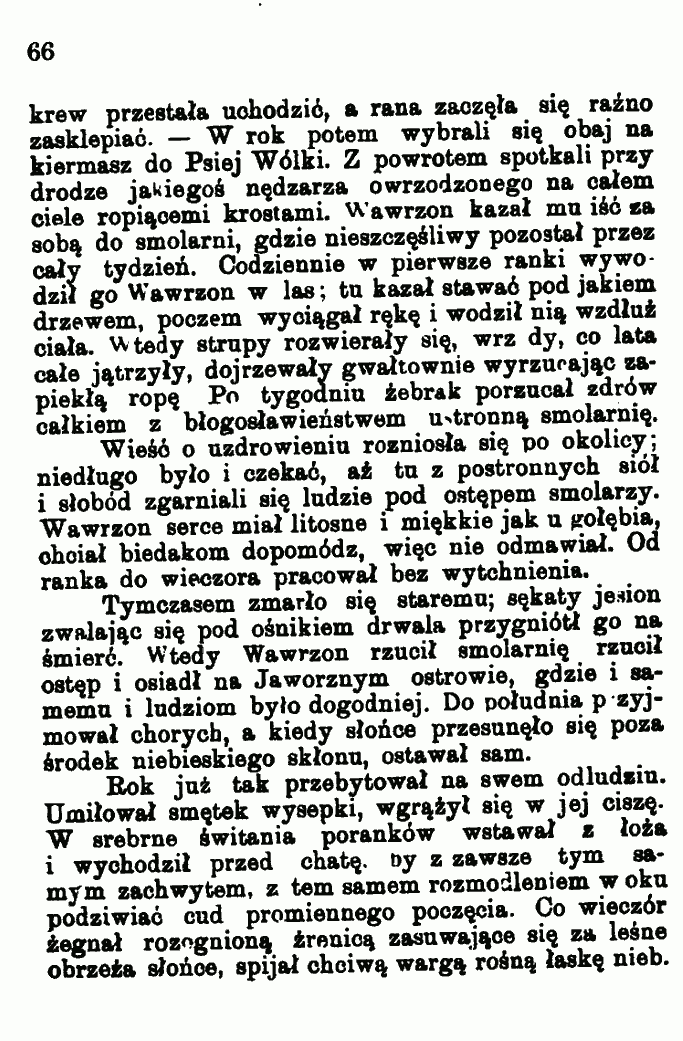 66
krew przestała uchodzić, a rana zaczęła się raźno
zasklepiać. — W rok potem wybrali się obaj na
kiermasz do Psiej Wólki. Z powrotem spotkali przy
drodze jakiegoś nędzarza owrzodzonego na całem
ciele ropiącemi krostami. Wawrzon kazał mu iść za
sobą do smolarni, gdzie nieszczęśliwy pozostał przez
cały tydzień. Codziennie w pierwsze ranki wywo-
dził go Wawrzon w las; tu kazał stawać pod jakiem
drzewem, poczem wyciągał rękę i wodził nią wzdłuż
ciała. Wtedy strupy rozwierały się, wrz dy, co lata
całe jątrzyły, dojrzewały gwałtownie wyrzucając za-
piekłą ropę Po tygodniu żebrak porzucał zdrów
całkiem z błogosławieństwem ustronną smolarnię.
Wieść o uzdrowieniu rozniosła się po okolicy;
niedługo było i czekać, aż tu z postronnych siół
i słobód zgarniali się ludzie pod ostępem smolarzy.
Wawrzon serce miał litosne i miękkie jak u gołębia,
chciał biedakom dopomódz, więc nie odmawiał. Od
ranka do wieczora pracował bez wytchnienia.
Tymczasem zmarło się staremu; sękaty jesion
zwalając się pod ośnikiem drwala przygniótł go na
śmierć. Wtedy Wawrzon rzucił smolarnię rzucił
ostęp i osiadł na Jaworznym ostrowie, gdzie i sa-
memu i ludziom było dogodniej. Do południa p zyj-
mował chorych, a kiedy słońce przesunęło się poza
środek niebieskiego skłonu, ostawał sam.
Rok już tak przebytował na swem odludziu.
Umiłował smętek wysepki, wgrążył się w jej ciszę.
W srebrne świtania poranków wstawał z łoża
i wychodził przed chatę. by z zawsze tym sa-
mym zachwytem, z tem samem rozmodleniem w oku
podziwiać cud promiennego poczęcia. Co wieczór
żegnał rozognioną źrenicą zasuwające się za leśne
obrzeża słońce, spijał chciwą wargą rośną łaskę nieb.